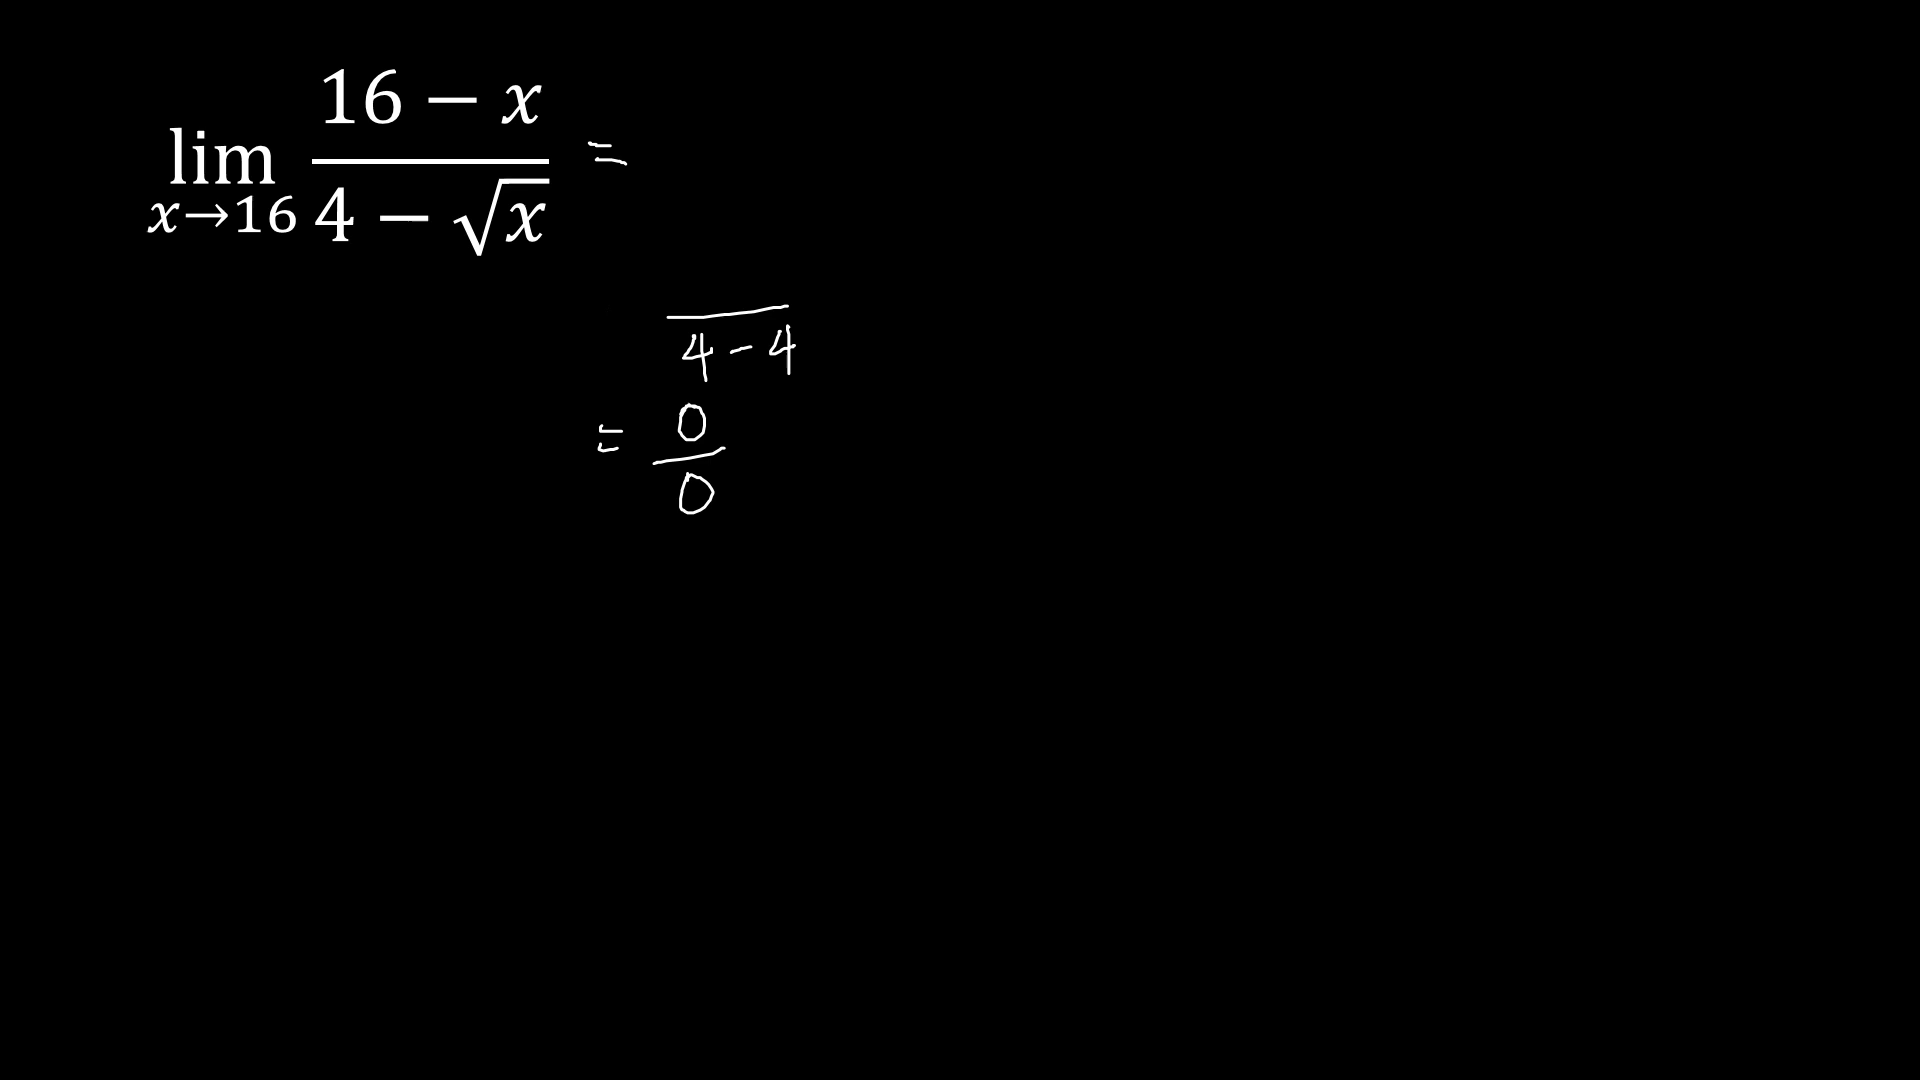 lim x→16 (16 − x)/(4 − √x) =
/(4 - 4)
= 0/0